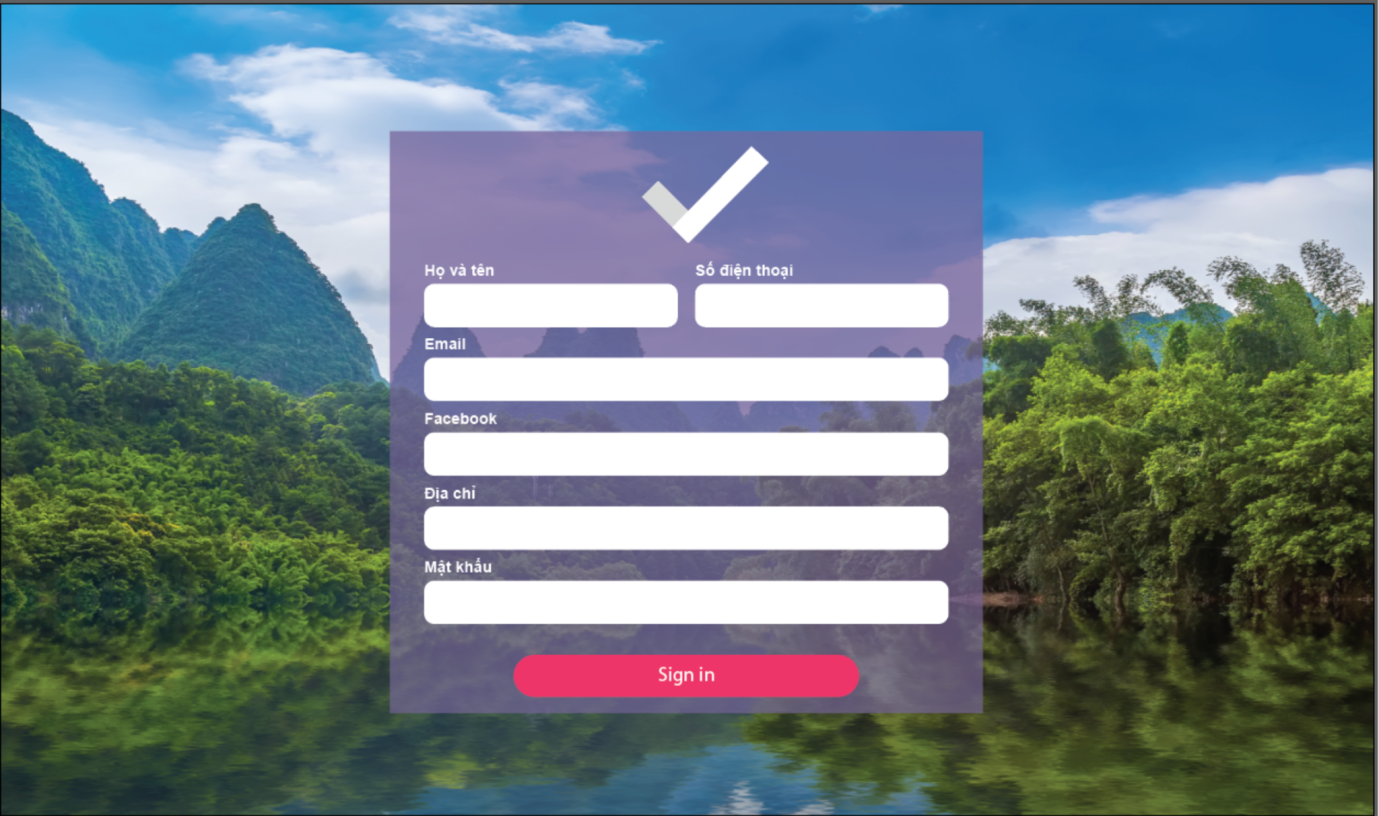 Họ và tên
Số điện thoại
Email
Facebook
Địa chỉ
Mật khẩu
Sign in